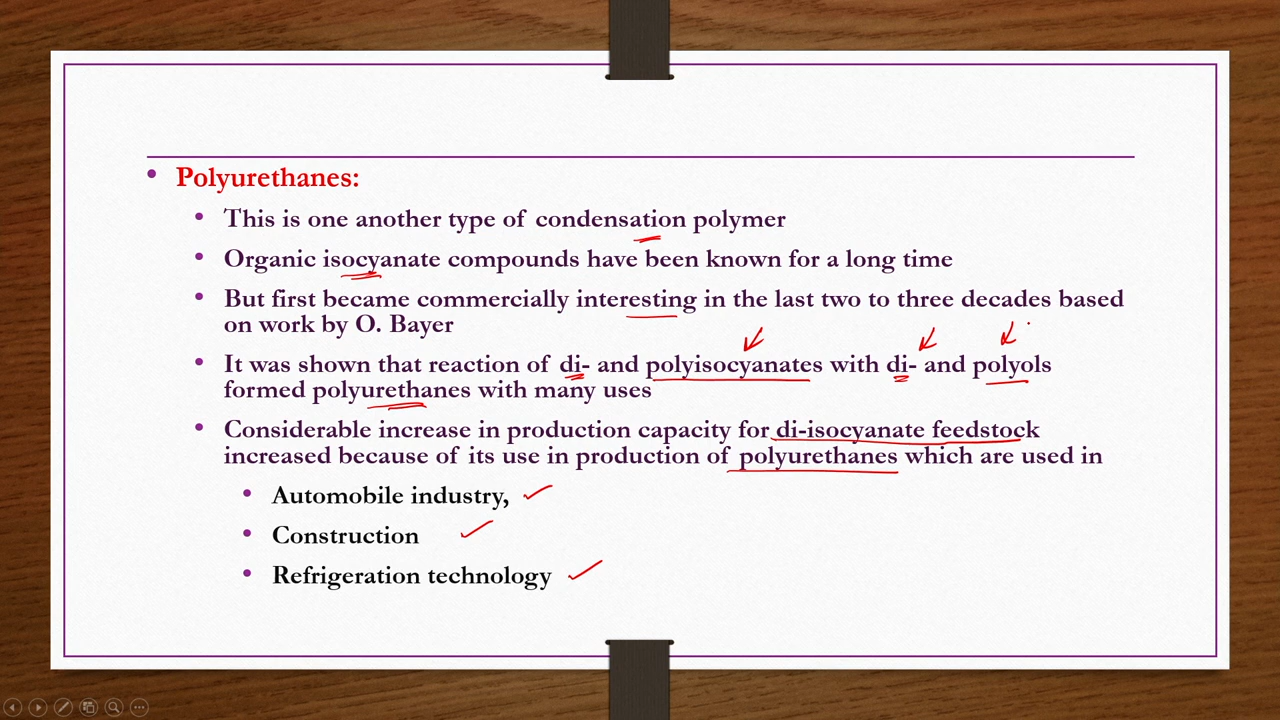 Polyurethanes:
This is one another type of condensation polymer
Organic isocyanate compounds have been known for a long time
But first became commercially interesting in the last two to three decades based
on work by O. Bayer
It was shown that reaction of di- and polyisocyanates with di- and polyols
formed polyurethanes with many uses
Considerable increase in production capacity for di-isocyanate feedstock
increased because of its use in production of polyurethanes which are used in
Automobile industry,
Construction
Refrigeration technology